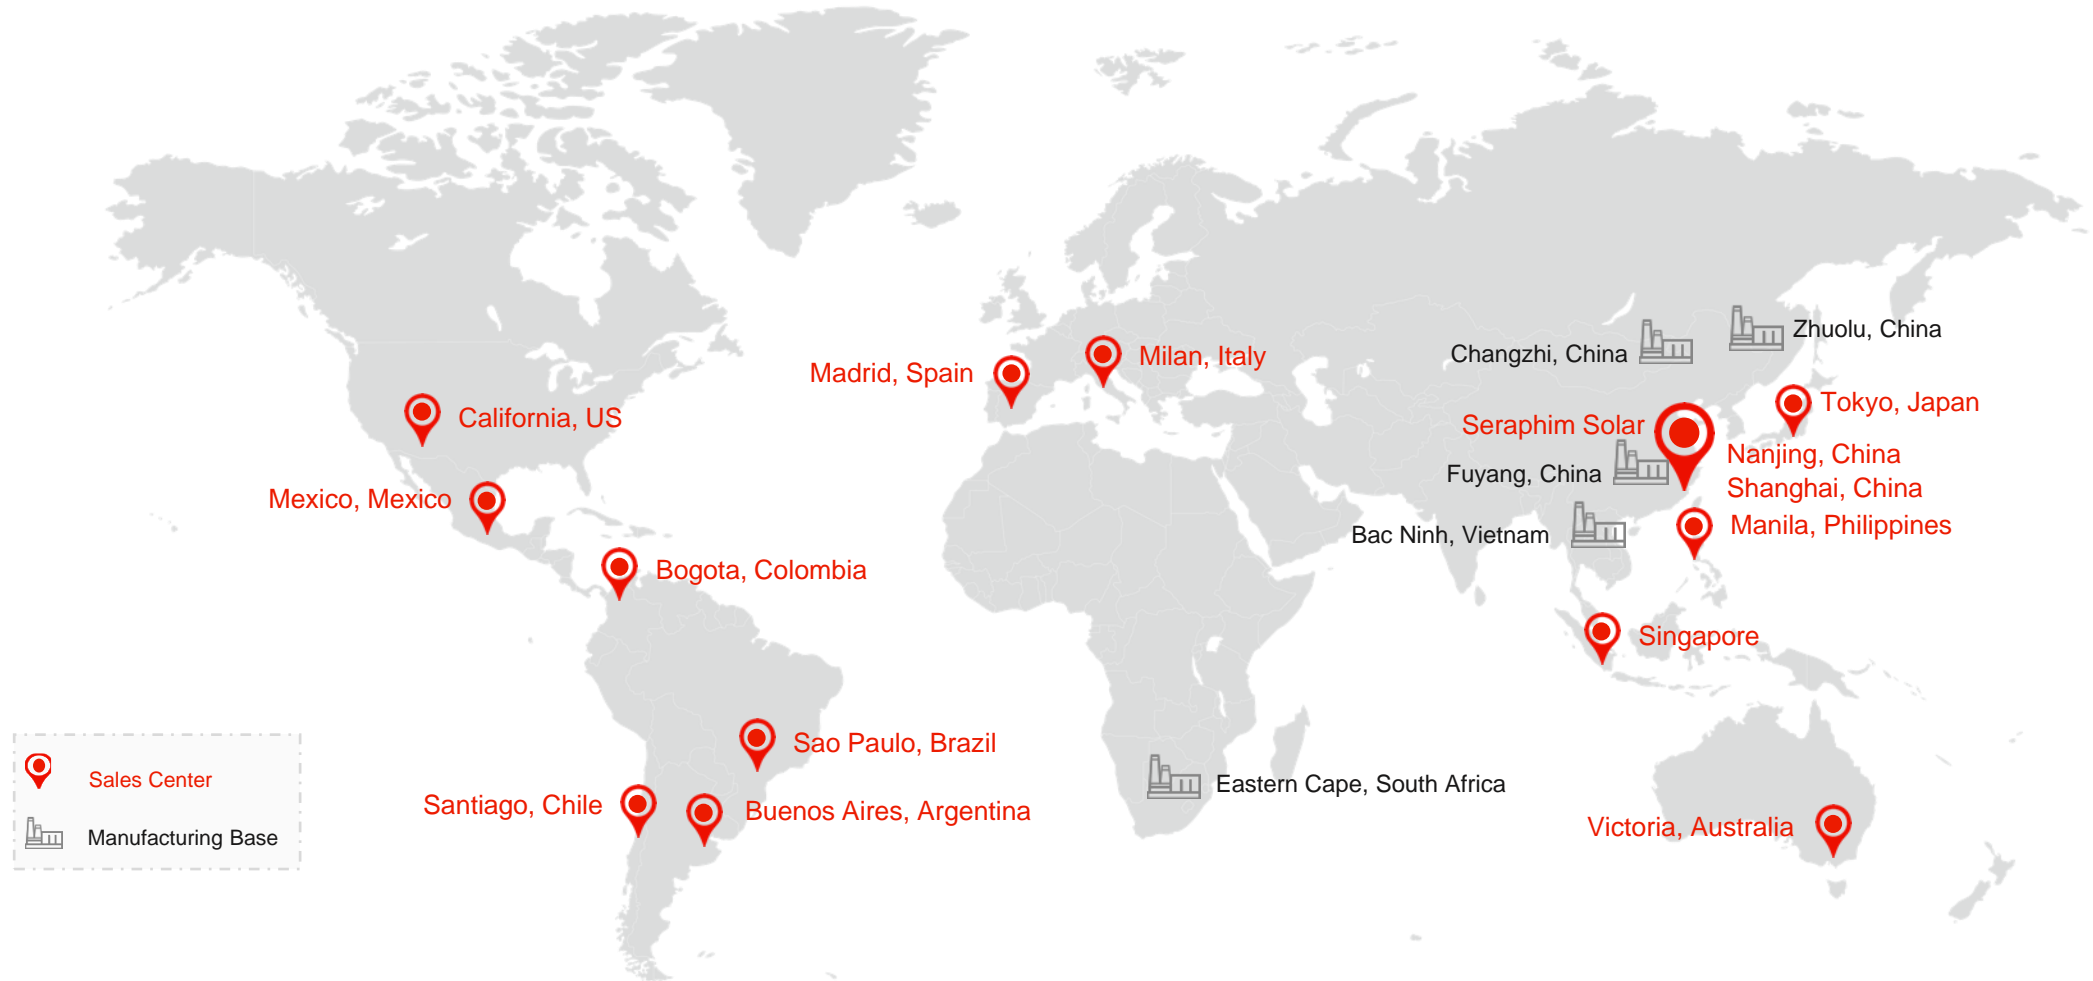 Zhuolu, China
Changzhi, China
Madrid, Spain
Milan, Italy
California, US
Seraphim Solar
Tokyo, Japan
Nanjing, China
Fuyang, China
Shanghai, China
Mexico, Mexico
Bac Ninh, Vietnam
Manila, Philippines
Bogota, Colombia
Singapore
Sao Paulo, Brazil
Sales Center
Eastern Cape, South Africa
Santiago, Chile
Buenos Aires, Argentina
Victoria, Australia
Manufacturing Base